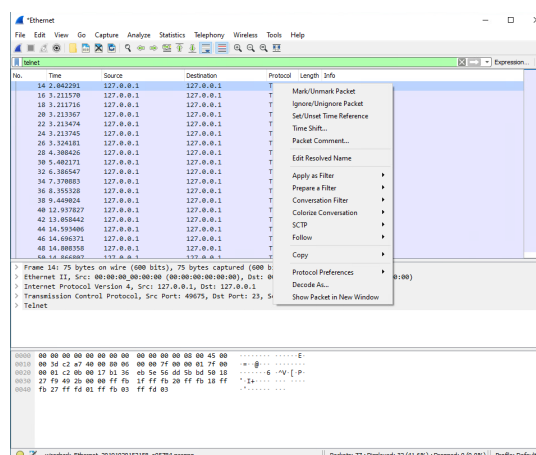 *Ethernet
File Edit View Go Capture Analyze Statistics Telephony Wireless Tools Help
telnet
Expression...
No. Time Source Destination Protocol Length Info
14 2.042291 127.0.0.1 127.0.0.1 T
16 3.211570 127.0.0.1 127.0.0.1 T
18 3.211716 127.0.0.1 127.0.0.1 T
20 3.213367 127.0.0.1 127.0.0.1 T
22 3.213474 127.0.0.1 127.0.0.1 T
24 3.213745 127.0.0.1 127.0.0.1 T
26 3.324181 127.0.0.1 127.0.0.1 T
28 4.308426 127.0.0.1 127.0.0.1 T
30 5.402171 127.0.0.1 127.0.0.1 T
32 6.386547 127.0.0.1 127.0.0.1 T
34 7.370083 127.0.0.1 127.0.0.1 T
36 8.355328 127.0.0.1 127.0.0.1 T
38 9.449024 127.0.0.1 127.0.0.1 T
40 12.937827 127.0.0.1 127.0.0.1 T
42 13.058442 127.0.0.1 127.0.0.1 T
44 14.593406 127.0.0.1 127.0.0.1 T
46 14.696371 127.0.0.1 127.0.0.1 T
48 14.808358 127.0.0.1 127.0.0.1 T
Mark/Unmark Packet
Ignore/Unignore Packet
Set/Unset Time Reference
Time Shift...
Packet Comment...
Edit Resolved Name
Apply as Filter
Prepare a Filter
Conversation Filter
Colorize Conversation
SCTP
Follow
Copy
Protocol Preferences
Decode As...
Show Packet in New Window
> Frame 14: 75 bytes on wire (600 bits), 75 bytes captured (600 b
> Ethernet II, Src: 00:00:00_00:00:00 (00:00:00:00:00:00), Dst: 0 0:00)
> Internet Protocol Version 4, Src: 127.0.0.1, Dst: 127.0.0.1
> Transmission Control Protocol, Src Port: 49675, Dst Port: 23, S
> Telnet
0000 00 00 00 00 00 00 00 00 00 00 00 00 08 00 45 00 ········ ······E·
0010 00 3d c2 a7 40 00 80 06 00 00 7f 00 00 01 7f 00 ·=··@··· ········
0020 00 01 c2 0b 00 17 b1 36 eb 5e 56 dd 5b bd 50 18 ·······6 ·^V·[·P·
0030 27 f9 49 2b 00 00 ff fb 1f ff fb 20 ff fb 18 ff '·I+···· ··· ····
0040 fb 27 ff fd 01 ff fb 03 ff fd 03 ·'······ ···